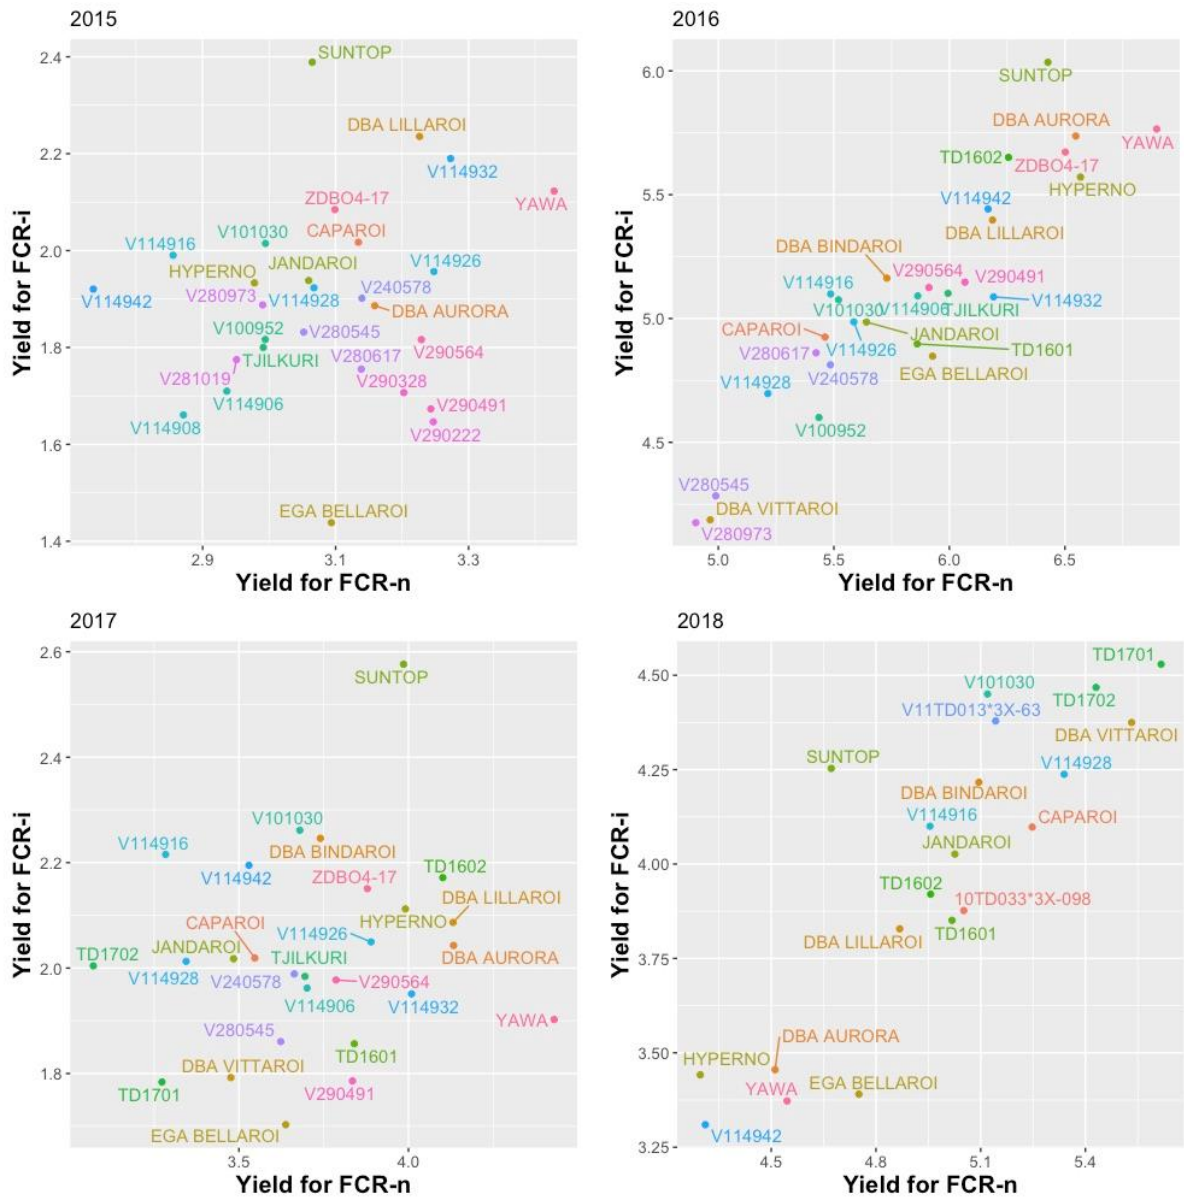 2015
2.4
2.2
2.0
1.8
1.6
1.4
Yield for FCR-i
SUNTOP
DBA LILLAROI
V114932
ZDBO4-17
YAWA
V101030
CAPAROI
V114916
V114926
HYPERNO
JANDAROI
V114942
V280973
V114928
V240578
DBA AURORA
V100952
V280545
TJILKURI
V280617
V290564
V281019
V290328
V114906
V290491
V114908
V290222
EGA BELLAROI
2.9
3.1
3.3
Yield for FCR-n
2016
6.0
5.5
5.0
4.5
Yield for FCR-i
SUNTOP
DBA AURORA
YAWA
TD1602
ZDBO4-17
HYPERNO
V114942
DBA LILLAROI
DBA BINDAROI
V290564
V290491
V114916
V114932
V101030
V114906
TJILKURI
CAPAROI
JANDAROI
V280617
V114926
TD1601
V240578
EGA BELLAROI
V114928
V100952
V280545
DBA VITTAROI
V280973
5.0
5.5
6.0
6.5
Yield for FCR-n
2017
2.6
2.4
2.2
2.0
1.8
Yield for FCR-i
SUNTOP
V101030
V114916
DBA BINDAROI
V114942
ZDBO4-17
TD1602
DBA LILLAROI
CAPAROI
HYPERNO
V114926
TD1702
JANDAROI
TJILKURI
DBA AURORA
V114928
V240578
V290564
V114906
V114932
YAWA
V280545
TD1601
DBA VITTAROI
TD1701
V290491
EGA BELLAROI
3.5
4.0
Yield for FCR-n
2018
4.50
4.25
4.00
3.75
3.50
3.25
Yield for FCR-i
TD1701
V101030
TD1702
V11TD013*3X-63
DBA VITTAROI
SUNTOP
V114928
DBA BINDAROI
V114916
CAPAROI
JANDAROI
TD1602
10TD033*3X-098
TD1601
DBA LILLAROI
DBA AURORA
HYPERNO
YAWA
EGA BELLAROI
V114942
4.5
4.8
5.1
5.4
Yield for FCR-n